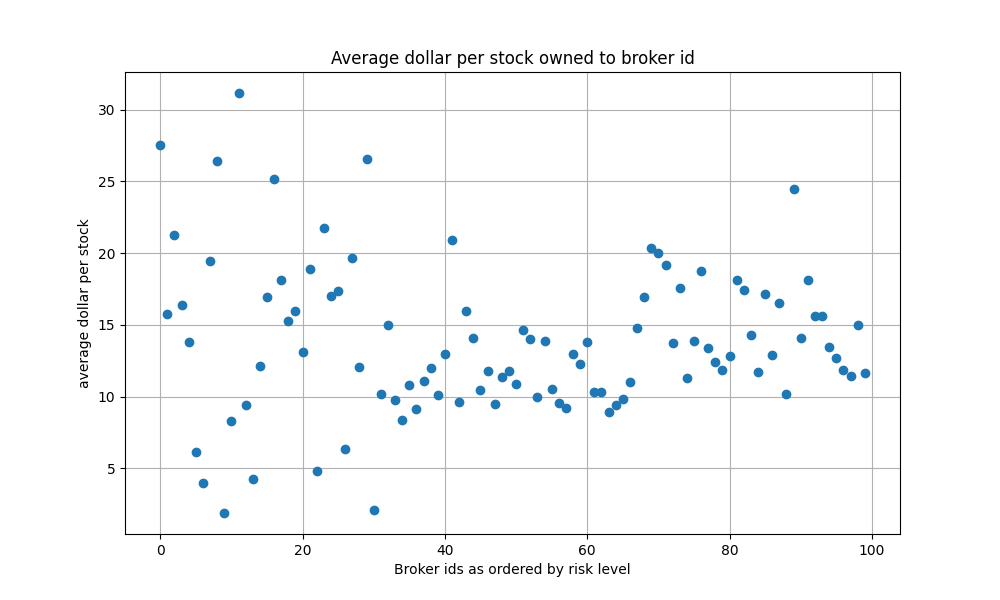 Average dollar per stock owned to broker id
30
25
20
15
10
5
average dollar per stock
0 20 40 60 80 100
Broker ids as ordered by risk level